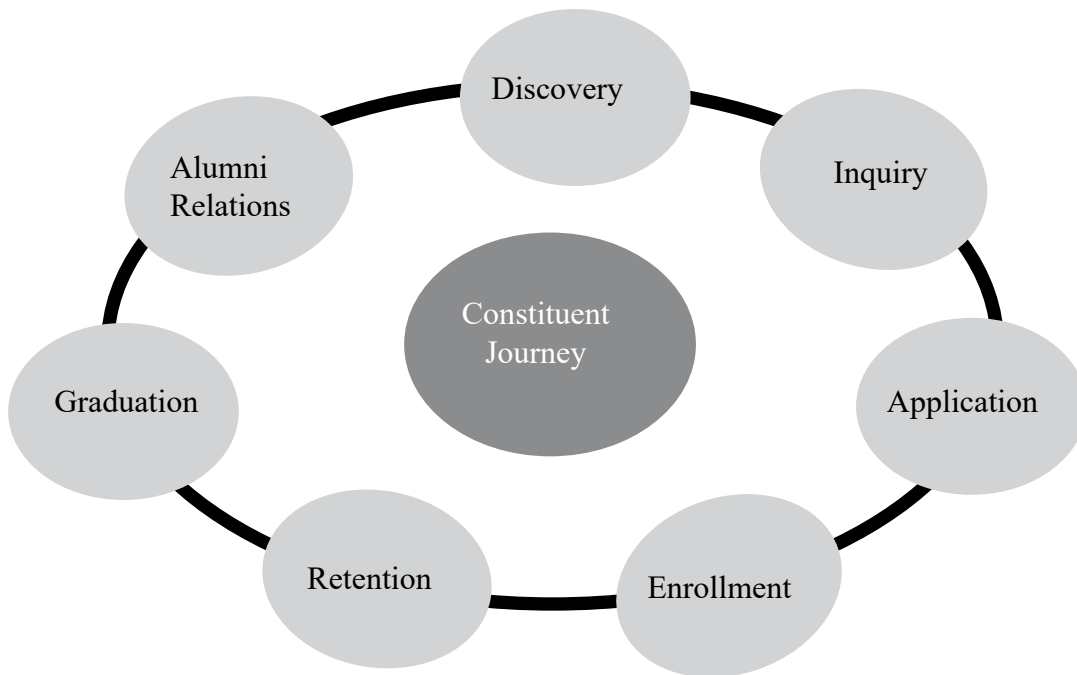 Discovery
Inquiry
Alumni
Relations
Constituent
Journey
Graduation
Application
Retention
Enrollment